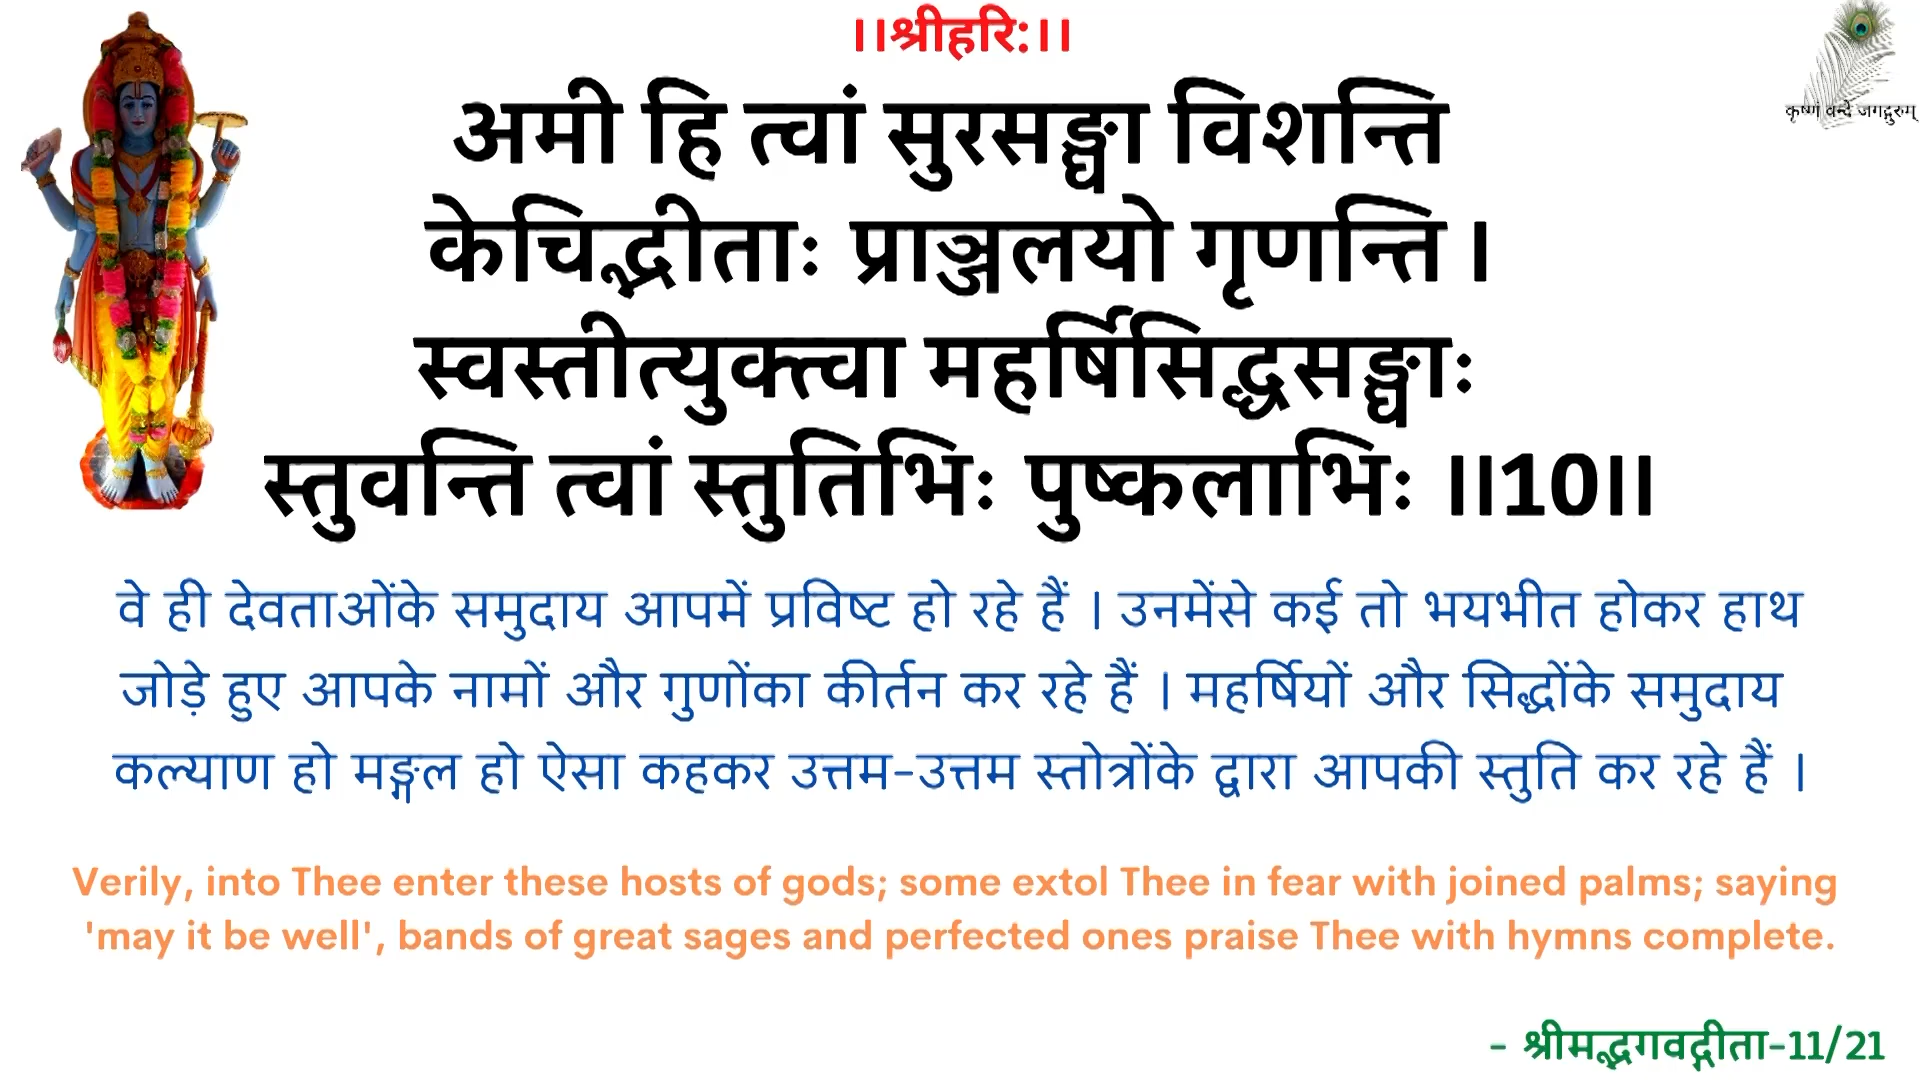 ।।श्रीहरि:।।
कृष्णं वन्दे जगद्गुरुम्
अमी हि त्वां सुरसङ्घा विशन्ति
केचिद्भीताः प्राञ्जलयो गृणन्ति ।
स्वस्तीत्युक्त्वा महर्षिसिद्धसङ्घाः
स्तुवन्ति त्वां स्तुतिभिः पुष्कलाभिः ॥10॥
वे ही देवताओंके समुदाय आपमें प्रविष्ट हो रहे हैं । उनमेंसे कई तो भयभीत होकर हाथ
जोड़े हुए आपके नामों और गुणोंका कीर्तन कर रहे हैं । महर्षियों और सिद्धोंके समुदाय
कल्याण हो मङ्गल हो ऐसा कहकर उत्तम-उत्तम स्तोत्रोंके द्वारा आपकी स्तुति कर रहे हैं ।
Verily, into Thee enter these hosts of gods; some extol Thee in fear with joined palms; saying
'may it be well', bands of great sages and perfected ones praise Thee with hymns complete.
- श्रीमद्भगवद्गीता-11/21